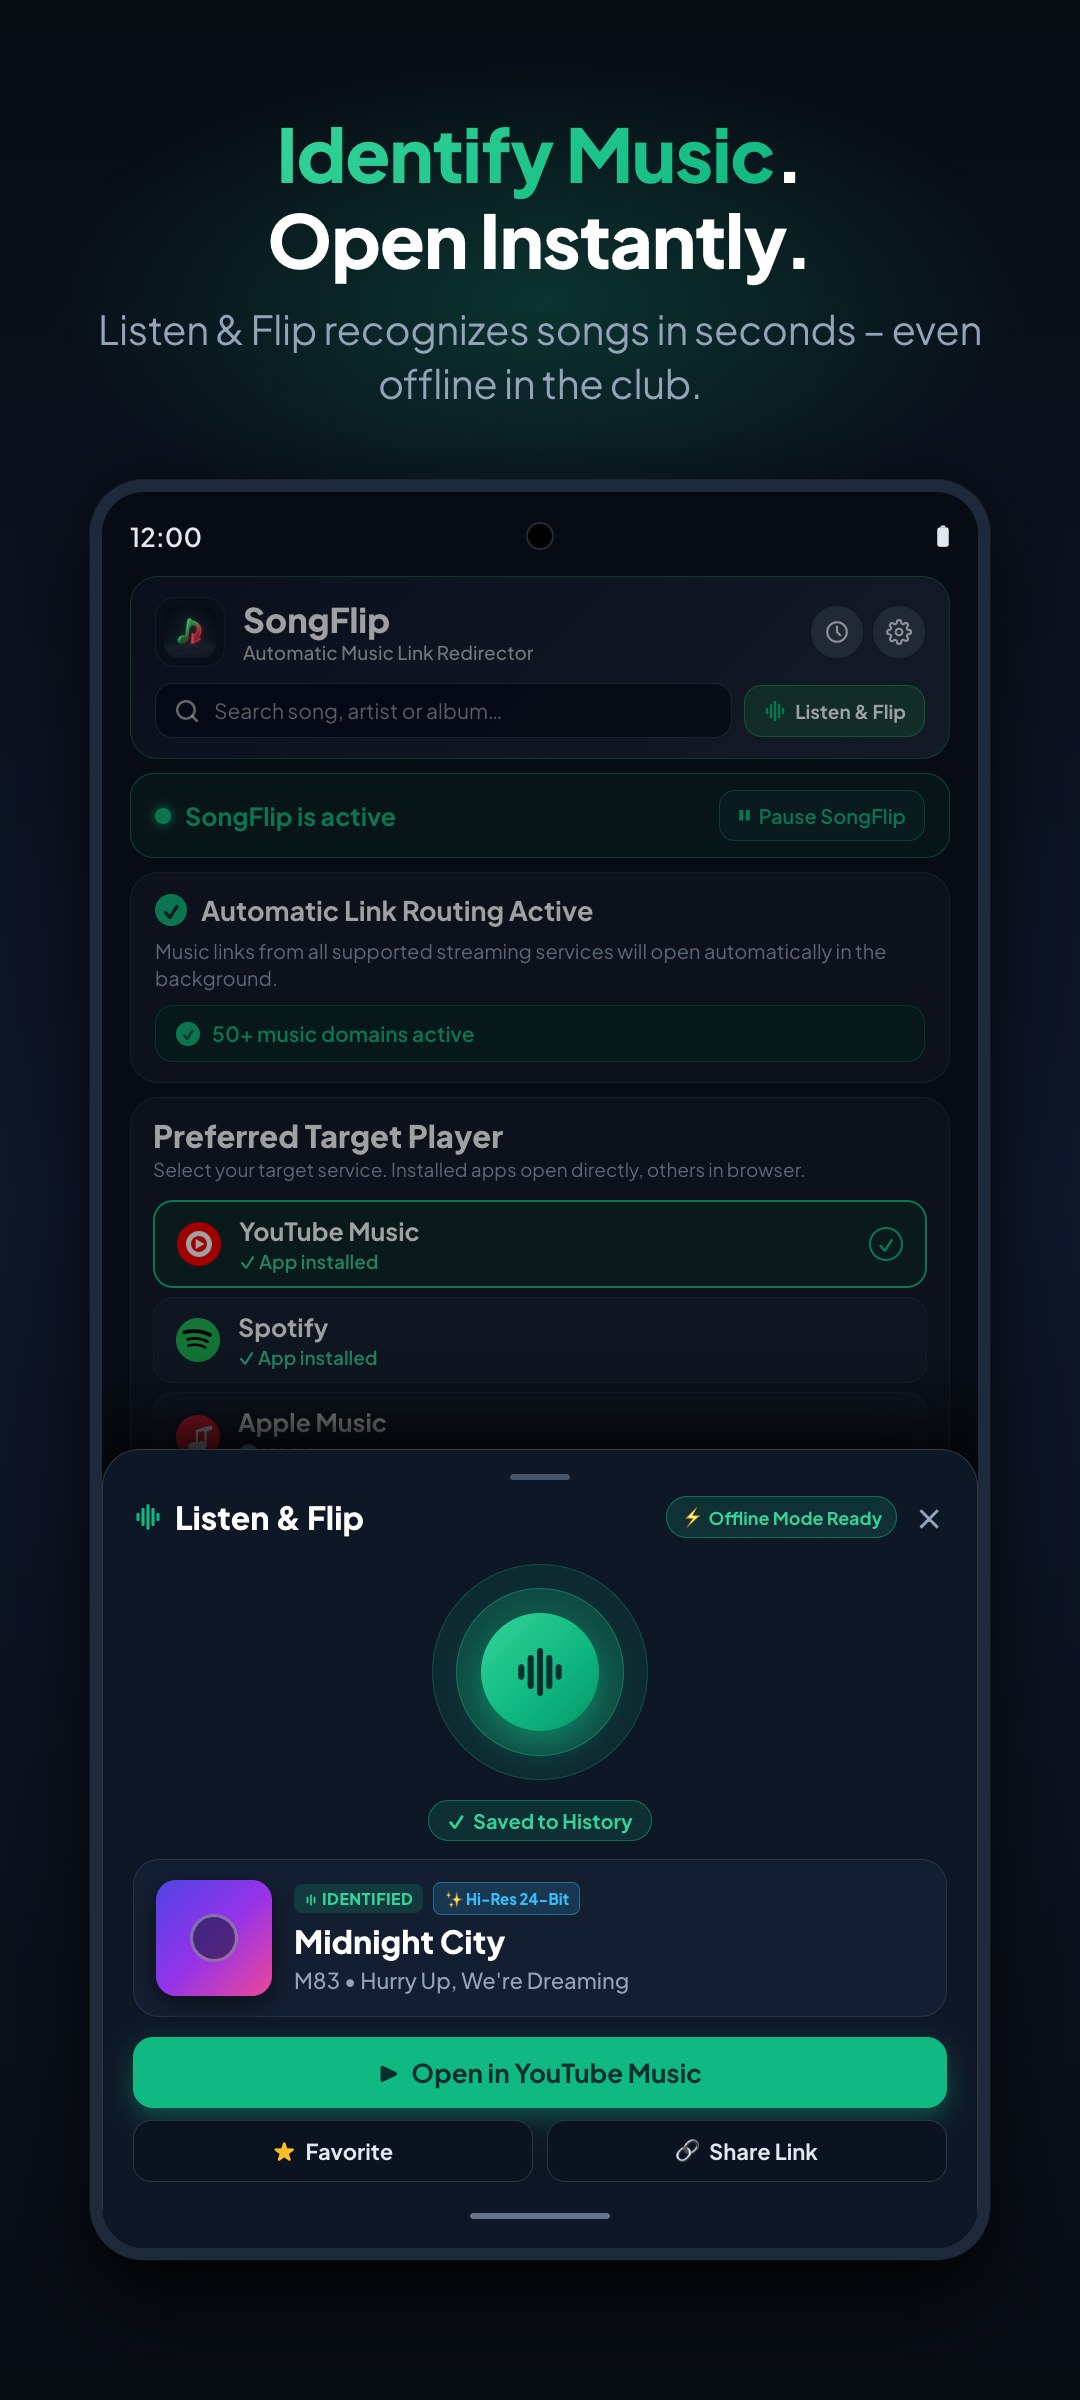 Identify Music.
Open Instantly.
Listen & Flip recognizes songs in seconds – even
offline in the club.
12:00
SongFlip
Automatic Music Link Redirector
Search song, artist or album...
Listen & Flip
SongFlip is active
Pause SongFlip
Automatic Link Routing Active
Music links from all supported streaming services will open automatically in the
background.
50+ music domains active
Preferred Target Player
Select your target service. Installed apps open directly, others in browser.
YouTube Music
✓ App installed
Spotify
✓ App installed
Apple Music
Listen & Flip
⚡ Offline Mode Ready
✓ Saved to History
IDENTIFIED
✨ Hi-Res 24-Bit
Midnight City
M83 • Hurry Up, We're Dreaming
▶ Open in YouTube Music
⭐ Favorite
🔗 Share Link